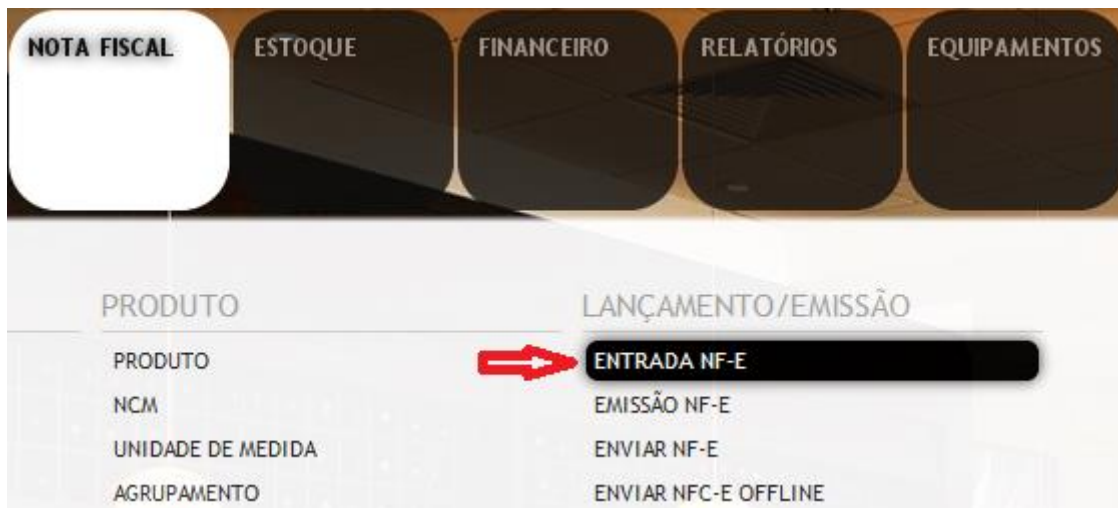 NOTA FISCAL
ESTOQUE
FINANCEIRO
RELATÓRIOS
EQUIPAMENTOS
PRODUTO
PRODUTO
NCM
UNIDADE DE MEDIDA
AGRUPAMENTO
LANÇAMENTO/EMISSÃO
ENTRADA NF-E
EMISSÃO NF-E
ENVIAR NF-E
ENVIAR NFC-E OFFLINE